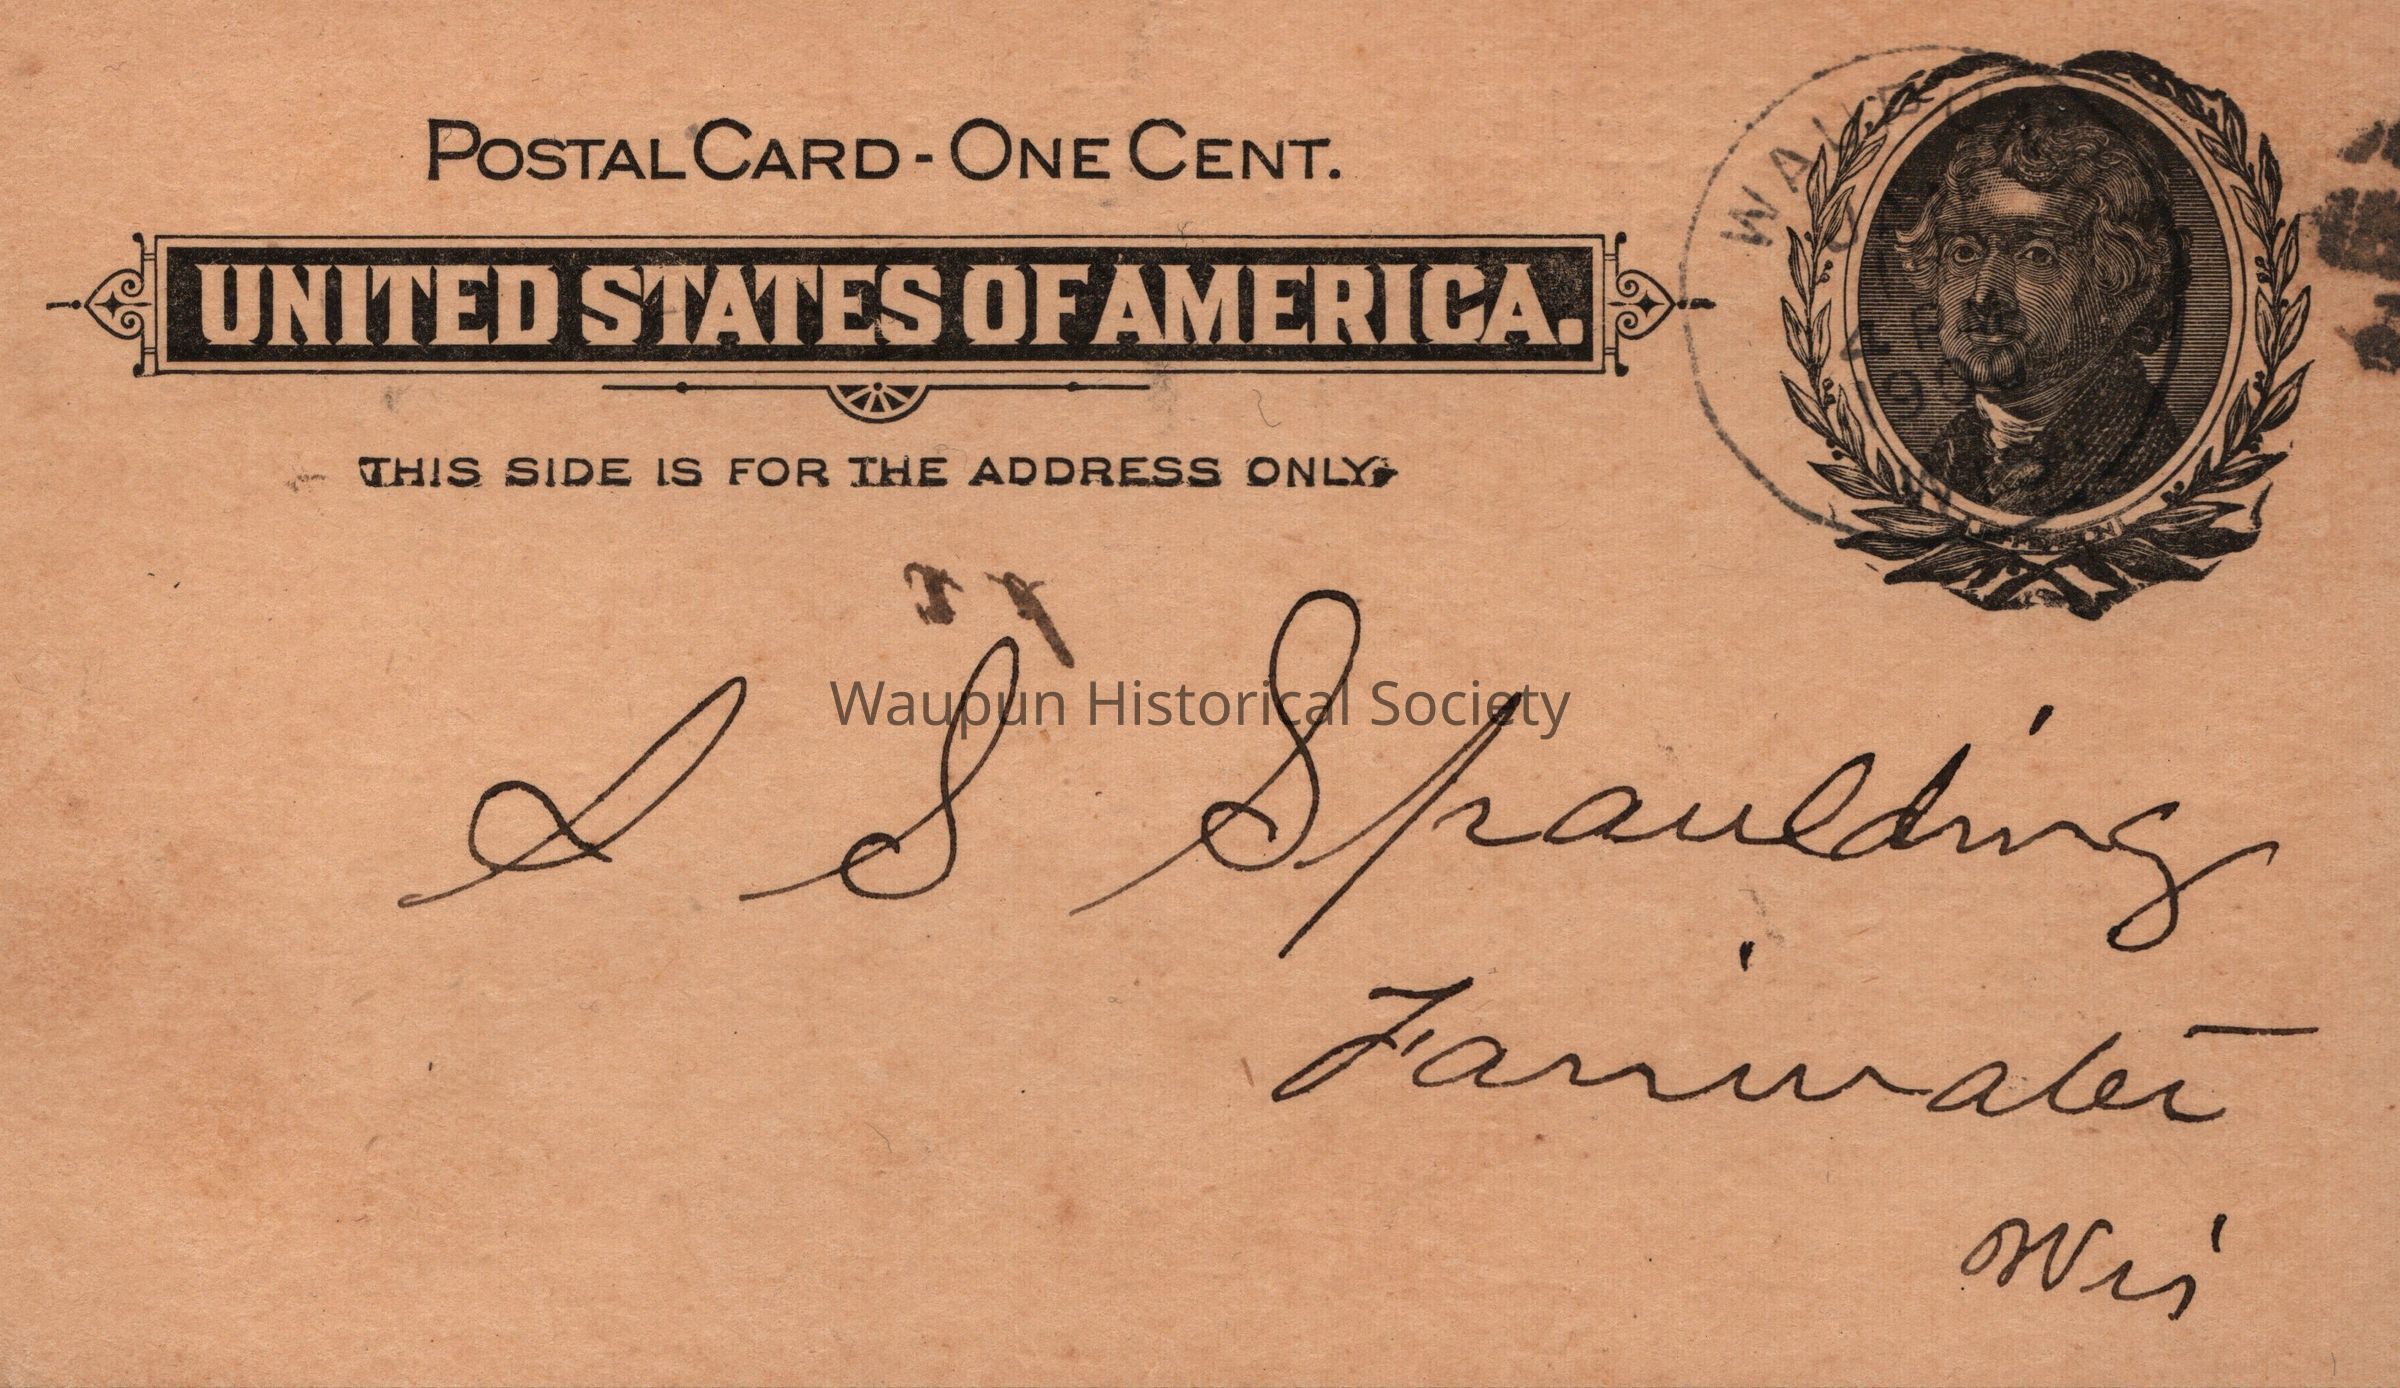 POSTAL CARD - ONE CENT.
UNITED STATES OF AMERICA.
THIS SIDE IS FOR THE ADDRESS ONLY.
Waupun Historical Society
I S Spaulding
Fairwater
Wis